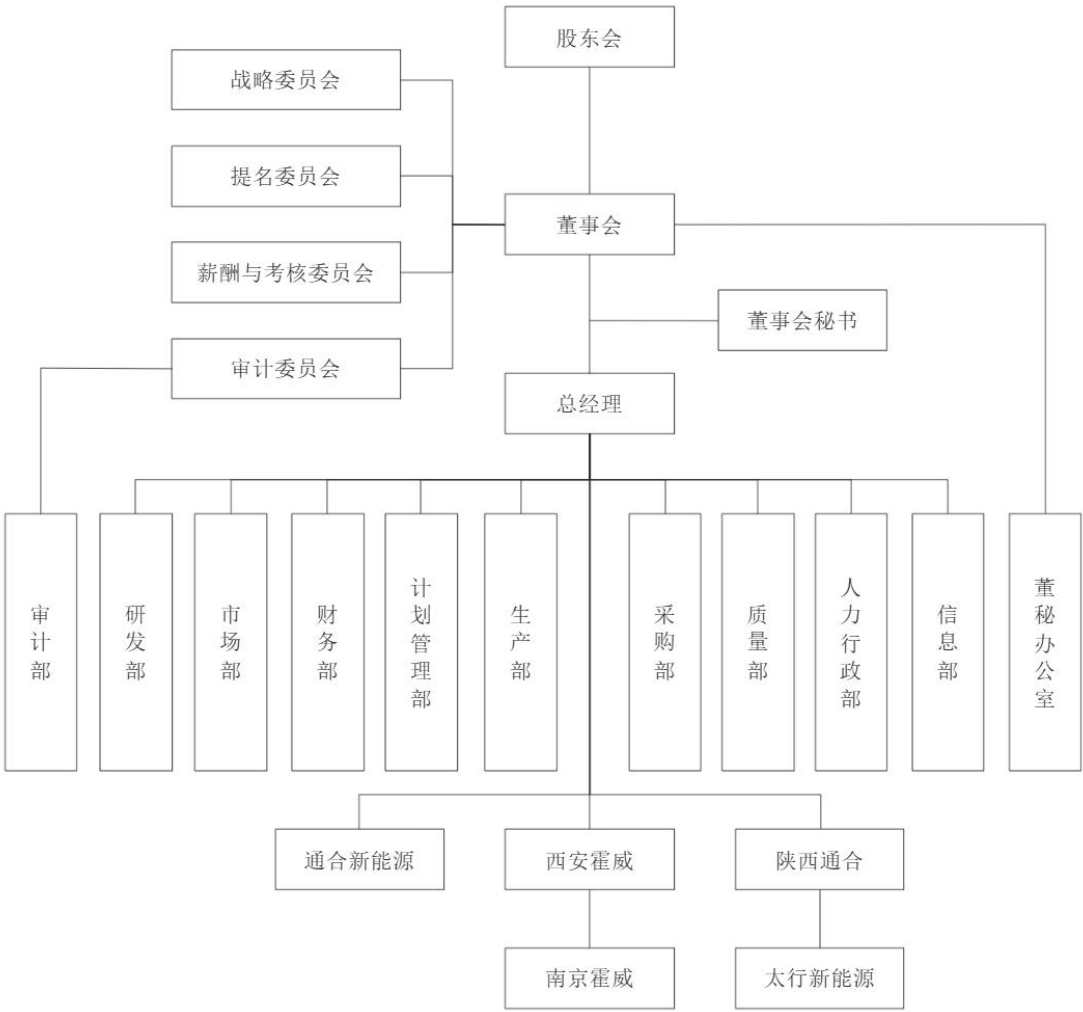 股东会
战略委员会
提名委员会
董事会
薪酬与考核委员会
董事会秘书
审计委员会
总经理
审计部
研发部
市场部
财务部
计划管理部
生产部
采购部
质量部
人力行政部
信息部
董秘办公室
通合新能源
西安霍威
陕西通合
南京霍威
太行新能源